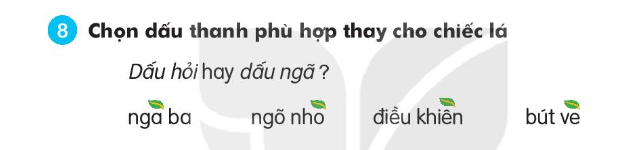 8 Chọn dấu thanh phù hợp thay cho chiếc lá
Dấu hỏi hay dấu ngã?
nga ba ngõ nho điều khiên bút ve